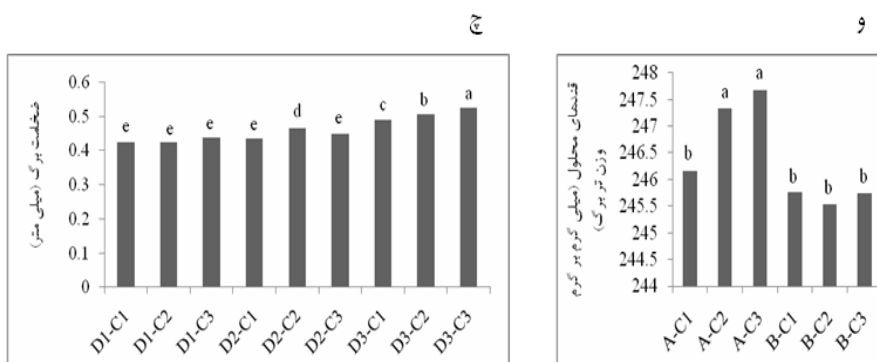 چ
ضخامت برگ (میلی متر)
0.6
0.5
0.4
0.3
0.2
0.1
0
e e e e d e c b a
D1-C1 D1-C2 D1-C3 D2-C1 D2-C2 D2-C3 D3-C1 D3-C2 D3-C3
و
قندهای محلول (میلی گرم بر گرم
وزن تر برگ)
248
247.5
247
246.5
246
245.5
245
244.5
244
b a a b b b
A-C1 A-C2 A-C3 B-C1 B-C2 B-C3